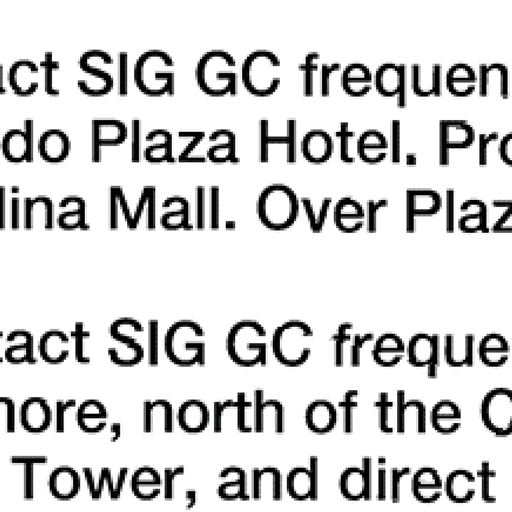 act SIG GC frequen
do Plaza Hotel. Pro
lina Mall. Over Plaz
tact SIG GC freque
nore, north of the
Tower, and direct